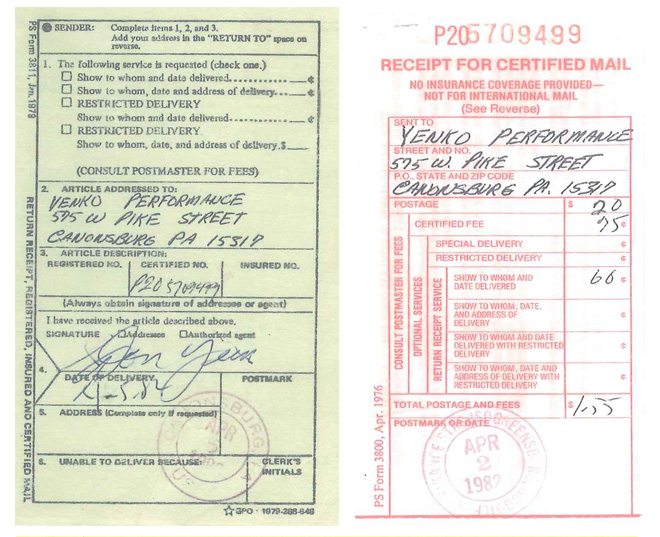 SENDER: Complete items 1, 2, and 3.
Add your address in the "RETURN TO" space on
reverse.
PS Form 3811, Jan. 1979
1. The following service is requested (check one.)
Show to whom and date delivered............ ¢
Show to whom, date and address of delivery... ¢
RESTRICTED DELIVERY
Show to whom and date delivered............ ¢
RESTRICTED DELIVERY
Show to whom, date, and address of delivery.$
(CONSULT POSTMASTER FOR FEES)
2. ARTICLE ADDRESSED TO:
YENKO PERFORMANCE
575 W PIKE STREET
CANONSBURG PA 15317
3. ARTICLE DESCRIPTION:
REGISTERED NO. CERTIFIED NO. INSURED NO.
P20 5709499
(Always obtain signature of addressee or agent)
I have received the article described above.
SIGNATURE Addressee Authorized agent
4.
DATE OF DELIVERY POSTMARK
5. ADDRESS (Complete only if requested)
6. UNABLE TO DELIVER BECAUSE: CLERK'S
INITIALS
APR
GPO : 1979-288-848
RETURN RECEIPT, REGISTERED, INSURED AND CERTIFIED MAIL
P20 5709499
RECEIPT FOR CERTIFIED MAIL
NO INSURANCE COVERAGE PROVIDED—
NOT FOR INTERNATIONAL MAIL
(See Reverse)
SENT TO
YENKO PERFORMANCE
STREET AND NO.
575 W. PIKE STREET
P.O., STATE AND ZIP CODE
CANONSBURG PA. 15317
POSTAGE $ 20
CERTIFIED FEE 75 ¢
SPECIAL DELIVERY ¢
RESTRICTED DELIVERY ¢
SHOW TO WHOM AND
DATE DELIVERED 60 ¢
SHOW TO WHOM, DATE,
AND ADDRESS OF
DELIVERY ¢
SHOW TO WHOM AND DATE
DELIVERED WITH RESTRICTED
DELIVERY ¢
SHOW TO WHOM, DATE AND
ADDRESS OF DELIVERY WITH
RESTRICTED DELIVERY ¢
CONSULT POSTMASTER FOR FEES
OPTIONAL SERVICES
RETURN RECEIPT SERVICE
TOTAL POSTAGE AND FEES $ 1.55
POSTMARK OR DATE
APR
2
1982
PS Form 3800, Apr. 1976